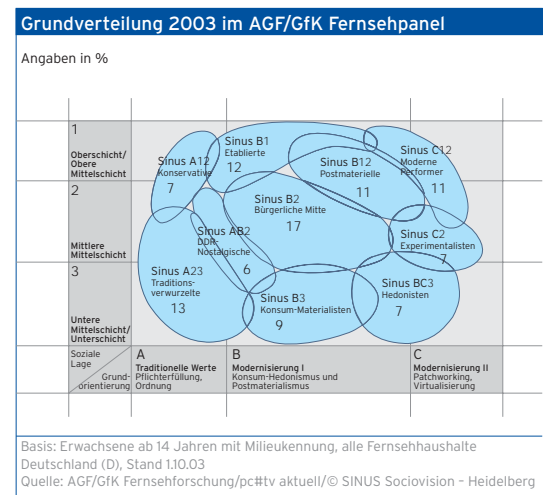 Grundverteilung 2003 im AGF/GfK Fernsehpanel
Angaben in %
1
Oberschicht/
Obere
Mittelschicht
2
Mittlere
Mittelschicht
3
Untere
Mittelschicht/
Unterschicht
Sinus A12
Konservative
7
Sinus B1
Etablierte
12
Sinus B12
Postmaterielle
11
Sinus C12
Moderne
Performer
11
Sinus AB2
DDR-
Nostalgische
6
Sinus B2
Bürgerliche Mitte
17
Sinus C2
Experimentalisten
7
Sinus A23
Traditions-
verwurzelte
13
Sinus B3
Konsum-Materialisten
9
Sinus BC3
Hedonisten
7
Soziale
Lage
Grund-
orientierung
A
Traditionelle Werte
Pflichterfüllung,
Ordnung
B
Modernisierung I
Konsum-Hedonismus und
Postmaterialismus
C
Modernisierung II
Patchworking,
Virtualisierung
Basis: Erwachsene ab 14 Jahren mit Milieukennung, alle Fernsehhaushalte
Deutschland (D), Stand 1.10.03
Quelle: AGF/GfK Fernsehforschung/pc#tv aktuell/© SINUS Sociovision – Heidelberg